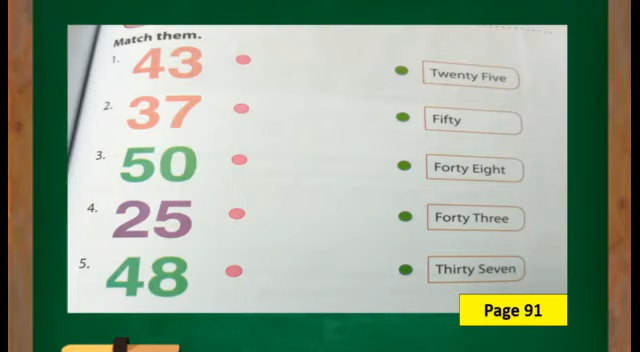 Match them.
1. 43 Twenty Five
2. 37 Fifty
3. 50 Forty Eight
4. 25 Forty Three
5. 48 Thirty Seven
Page 91